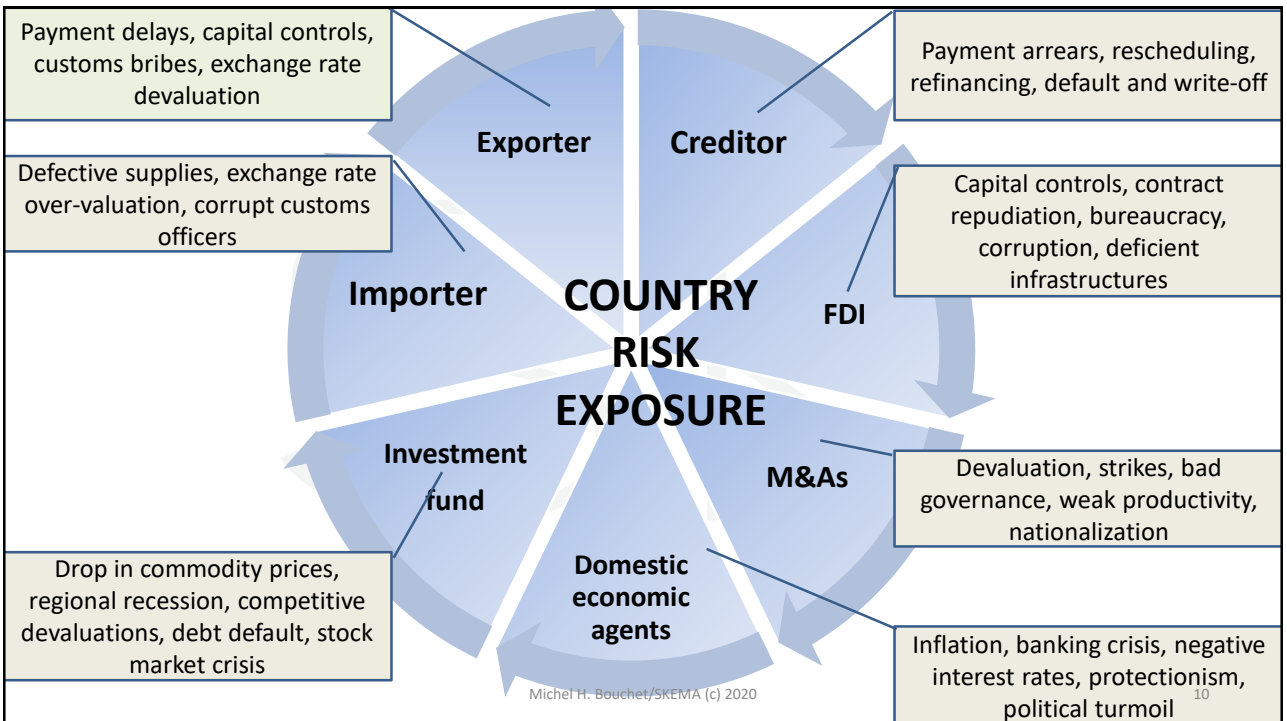 Payment delays, capital controls,
customs bribes, exchange rate
devaluation
Payment arrears, rescheduling,
refinancing, default and write-off
Exporter
Creditor
Defective supplies, exchange rate
over-valuation, corrupt customs
officers
Capital controls, contract
repudiation, bureaucracy,
corruption, deficient
infrastructures
Importer
FDI
COUNTRY
RISK
EXPOSURE
Investment
fund
M&As
Devaluation, strikes, bad
governance, weak productivity,
nationalization
Drop in commodity prices,
regional recession, competitive
devaluations, debt default, stock
market crisis
Domestic
economic
agents
Inflation, banking crisis, negative
interest rates, protectionism,
political turmoil
Michel H. Bouchet/SKEMA (c) 2020
10